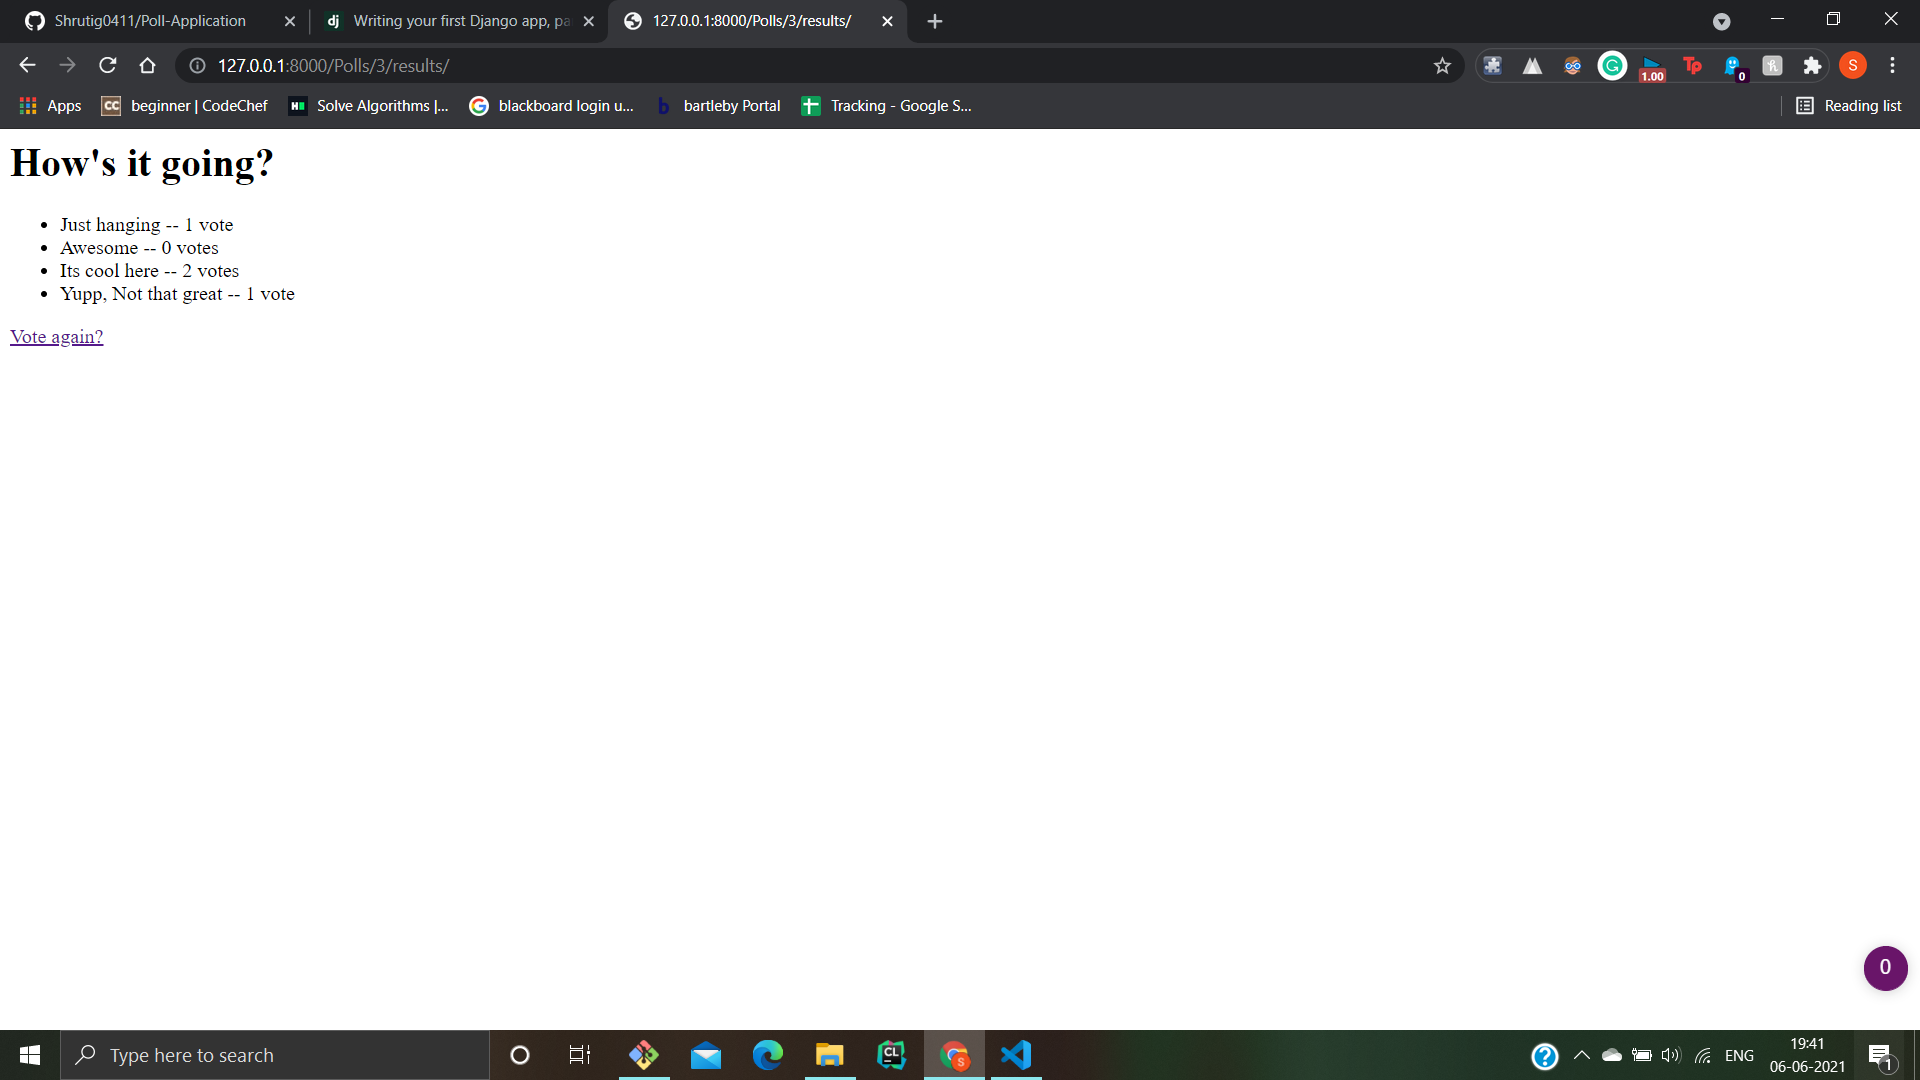 Shrutig0411/Poll-Application
dj Writing your first Django app, pa
127.0.0.1:8000/Polls/3/results/
127.0.0.1:8000/Polls/3/results/
1.00
Tp
0
S
Apps
CC beginner | CodeChef
H Solve Algorithms |...
G blackboard login u...
b bartleby Portal
Tracking - Google S...
Reading list
How's it going?
• Just hanging -- 1 vote
• Awesome -- 0 votes
• Its cool here -- 2 votes
• Yupp, Not that great -- 1 vote
Vote again?
0
Type here to search
CL
S
?
ENG
19:41
06-06-2021
1